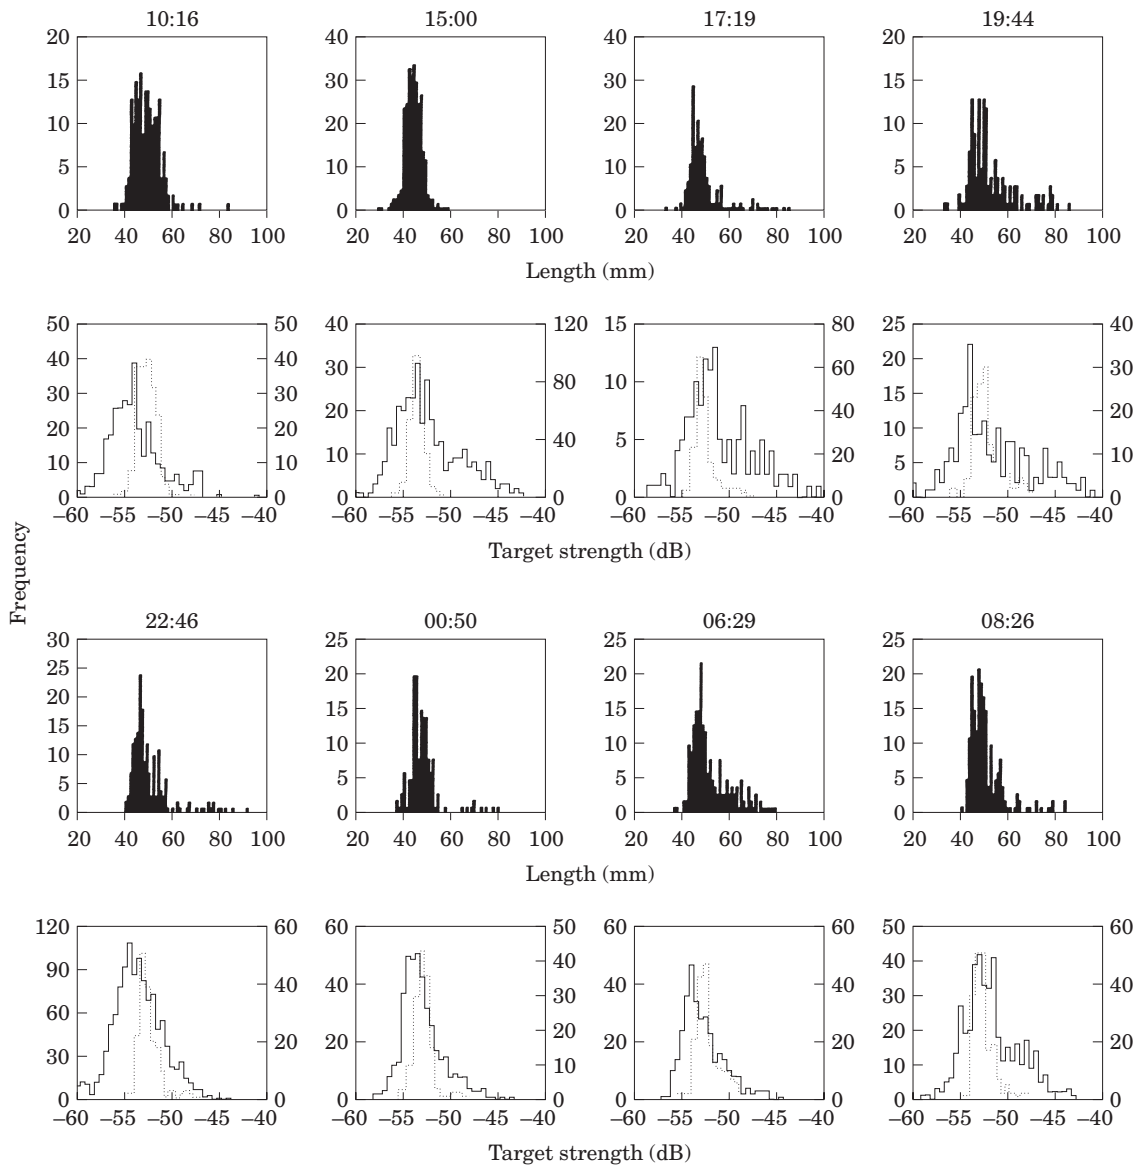 10:16 15:00 17:19 19:44
20 40 40 20
15 30 30 15
10 20 20 10
5 10 10 5
0 0 0 0
20 40 60 80 100 20 40 60 80 100 20 40 60 80 100 20 40 60 80 100
Length (mm)
50 50 40 120 15 80 25 40
40 40 30 80 10 60 20 30
30 30 20 40 5 40 15 20
20 20 10 0 0 20 10 10
10 10 0 0 5 0
0 0 0
–60 –55 –50 –45 –40 –60 –55 –50 –45 –40 –60 –55 –50 –45 –40 –60 –55 –50 –45 –40
Target strength (dB)
Frequency
22:46 00:50 06:29 08:26
30 25 25 25
25 20 20 20
20 15 15 15
15 10 10 10
10 5 5 5
5 0 0 0
0
20 40 60 80 100 20 40 60 80 100 20 40 60 80 100 20 40 60 80 100
Length (mm)
120 60 60 50 60 60 50 60
90 40 40 40 40 40 40 40
60 20 20 30 20 20 30 20
30 0 0 20 0 0 20 0
0 10 10
0 0
–60 –55 –50 –45 –40 –60 –55 –50 –45 –40 –60 –55 –50 –45 –40 –60 –55 –50 –45 –40
Target strength (dB)